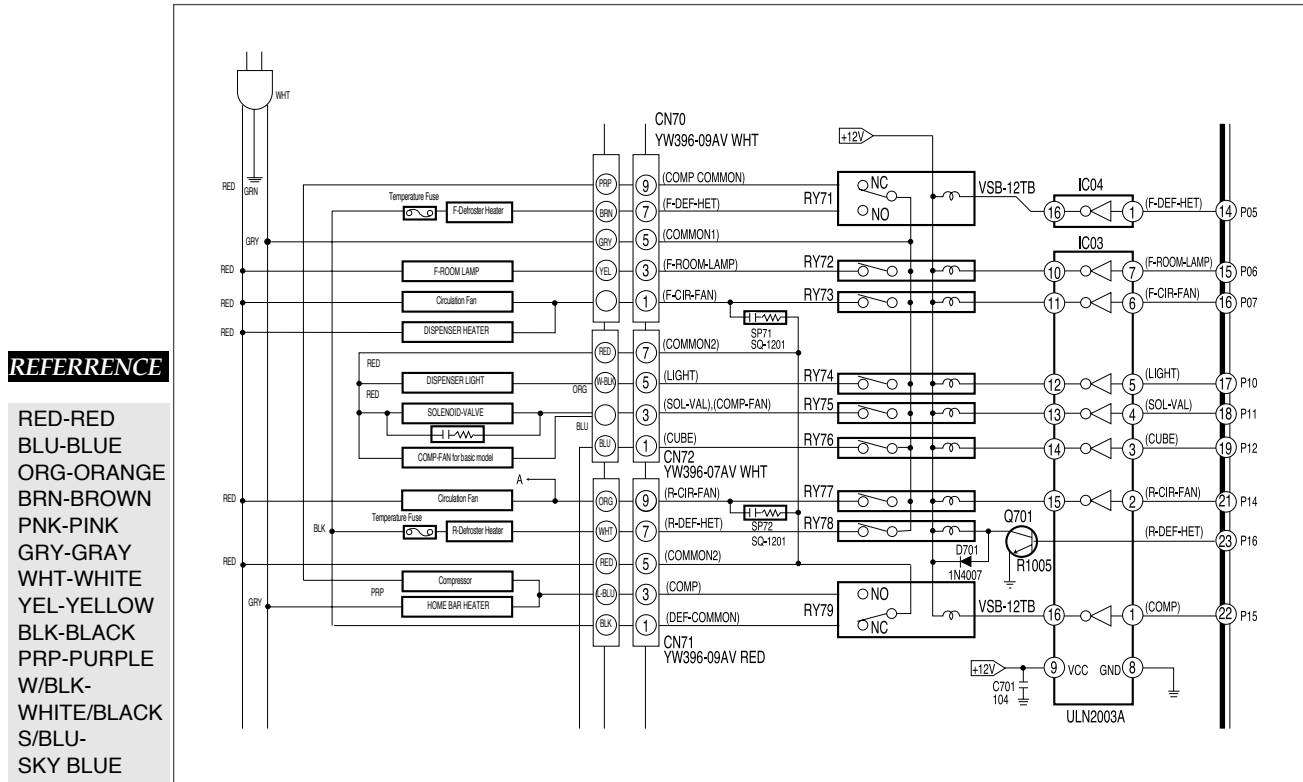 WHT
CN70
YW396-09AV WHT
+12V
RED
GRN
PRP
9
(COMP COMMON)
RY71
NC
NO
VSB-12TB
IC04
16
1
(F-DEF-HET)
14
P05
Temperature Fuse
F-Defroster Heater
BRN
7
(F-DEF-HET)
GRY
GRY
5
(COMMON1)
IC03
RED
F-ROOM LAMP
YEL
3
(F-ROOM-LAMP)
RY72
10
7
(F-ROOM-LAMP)
15
P06
RED
Circulation Fan
1
(F-CIR-FAN)
RY73
11
6
(F-CIR-FAN)
16
P07
RED
DISPENSER HEATER
SP71
SQ-1201
RED
RED
7
(COMMON2)
RED
DISPENSER LIGHT
ORG
W-BLK
5
(LIGHT)
RY74
12
5
(LIGHT)
17
P10
RED
SOLENOID-VALVE
3
(SOL-VAL),(COMP-FAN)
RY75
13
4
(SOL-VAL)
18
P11
BLU
COMP-FAN for basic model
BLU
1
(CUBE)
RY76
14
3
(CUBE)
19
P12
CN72
YW396-07AV WHT
A
RED
Circulation Fan
ORG
9
(R-CIR-FAN)
RY77
15
2
(R-CIR-FAN)
21
P14
SP72
SQ-1201
BLK
Temperature Fuse
R-Defroster Heater
WHT
7
(R-DEF-HET)
RY78
Q701
R1005
(R-DEF-HET)
23
P16
D701
1N4007
RED
RED
5
(COMMON2)
PRP
Compressor
L-BLU
3
(COMP)
RY79
NO
NC
VSB-12TB
16
1
(COMP)
22
P15
GRY
HOME BAR HEATER
BLK
1
(DEF-COMMON)
CN71
YW396-09AV RED
+12V
9
VCC
GND
8
C701
104
ULN2003A
REFERRENCE
RED-RED
BLU-BLUE
ORG-ORANGE
BRN-BROWN
PNK-PINK
GRY-GRAY
WHT-WHITE
YEL-YELLOW
BLK-BLACK
PRP-PURPLE
W/BLK-
WHITE/BLACK
S/BLU-
SKY BLUE